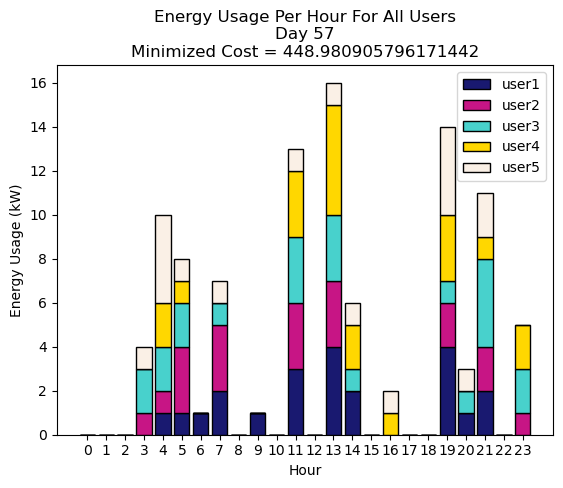 Energy Usage Per Hour For All Users
Day 57
Minimized Cost = 448.980905796171442
user1
user2
user3
user4
user5
Energy Usage (kW)
16
14
12
10
8
6
4
2
0
0 1 2 3 4 5 6 7 8 9 10 11 12 13 14 15 16 17 18 19 20 21 22 23
Hour